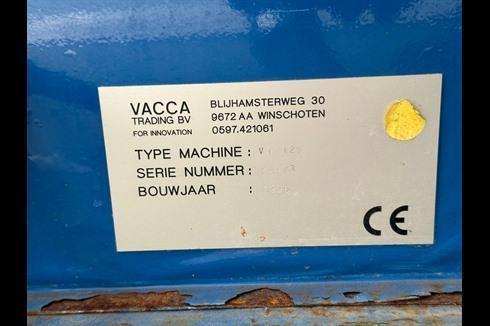 VACCA
TRADING BV
FOR INNOVATION
BLIJHAMSTERWEG 30
9672 AA WINSCHOTEN
0597.421061
TYPE MACHINE :
SERIE NUMMER :
BOUWJAAR :
CE